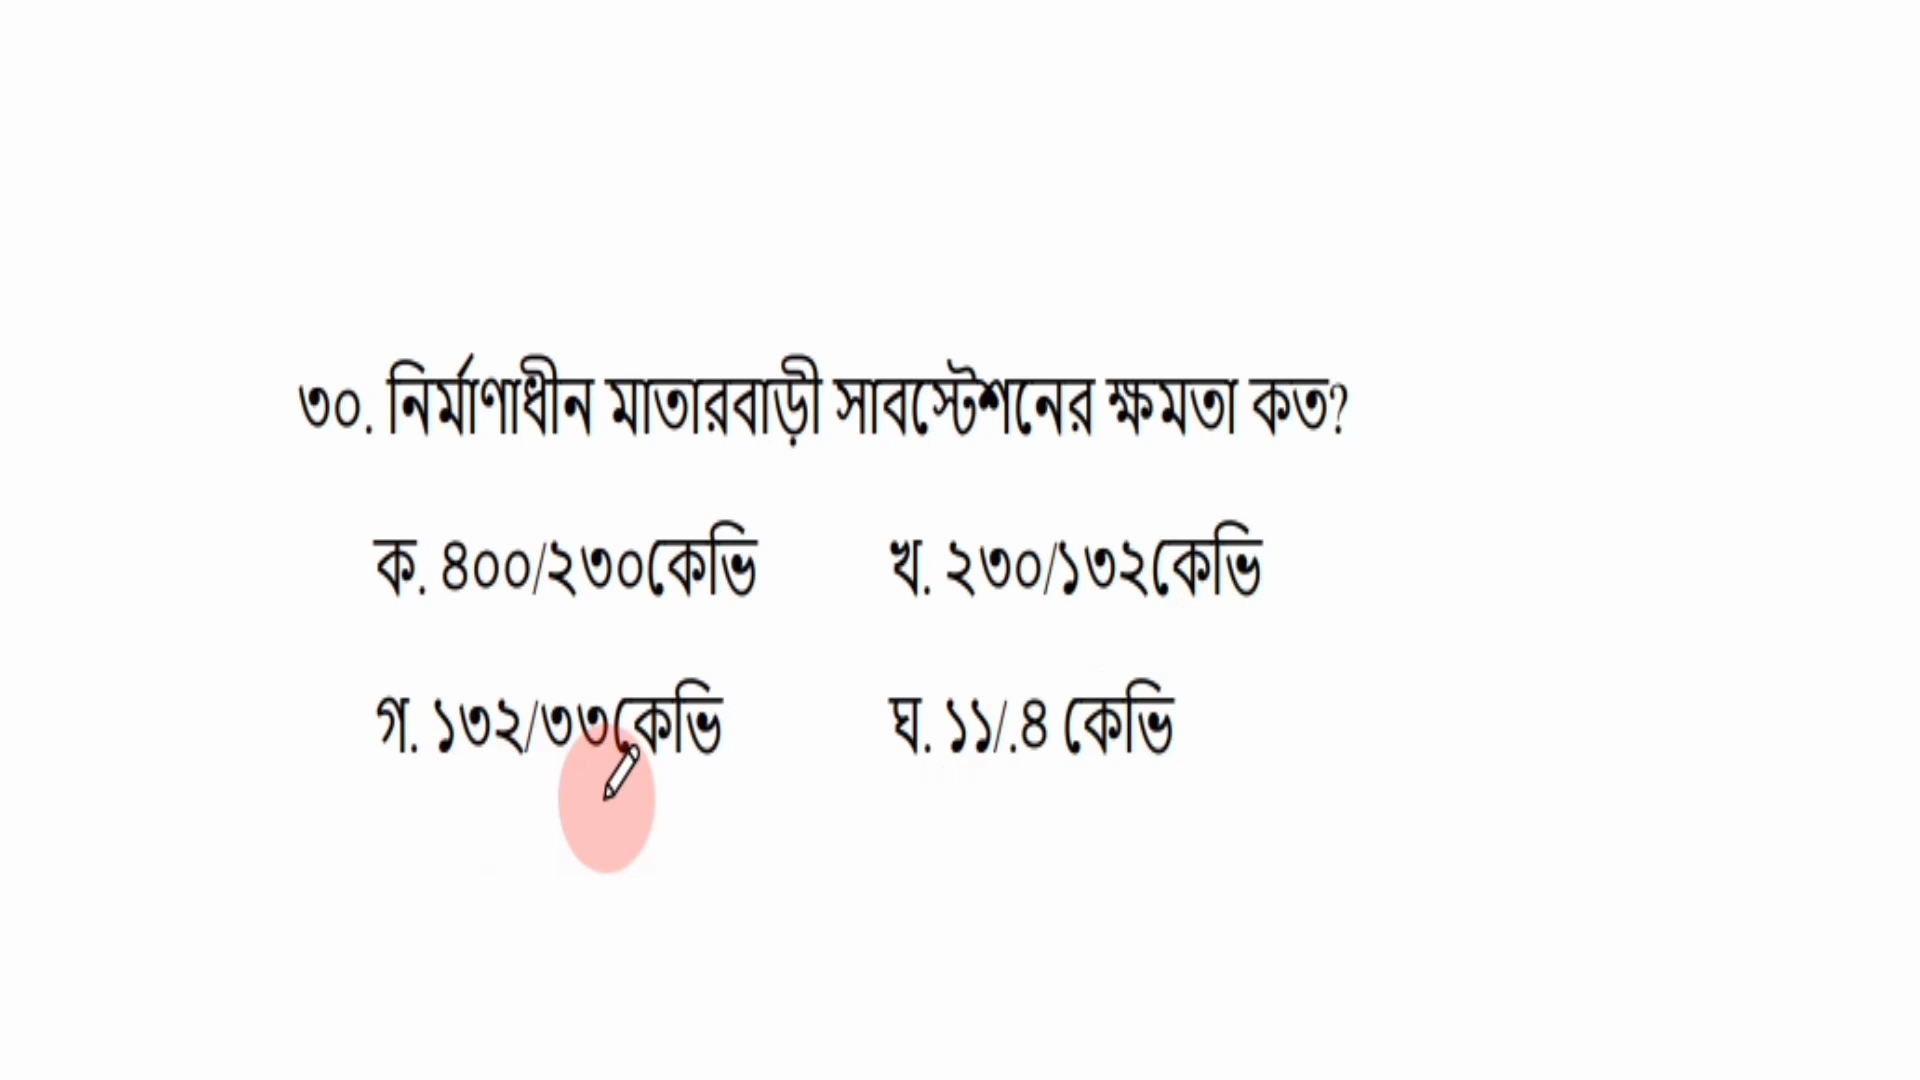 ৩০. নির্মাণাধীন মাতারবাড়ী সাবস্টেশনের ক্ষমতা কত?
ক. ৪০০/২৩০কেভি খ. ২৩০/১৩২কেভি
গ. ১৩২/৩৩কেভি ঘ. ১১/.৪ কেভি